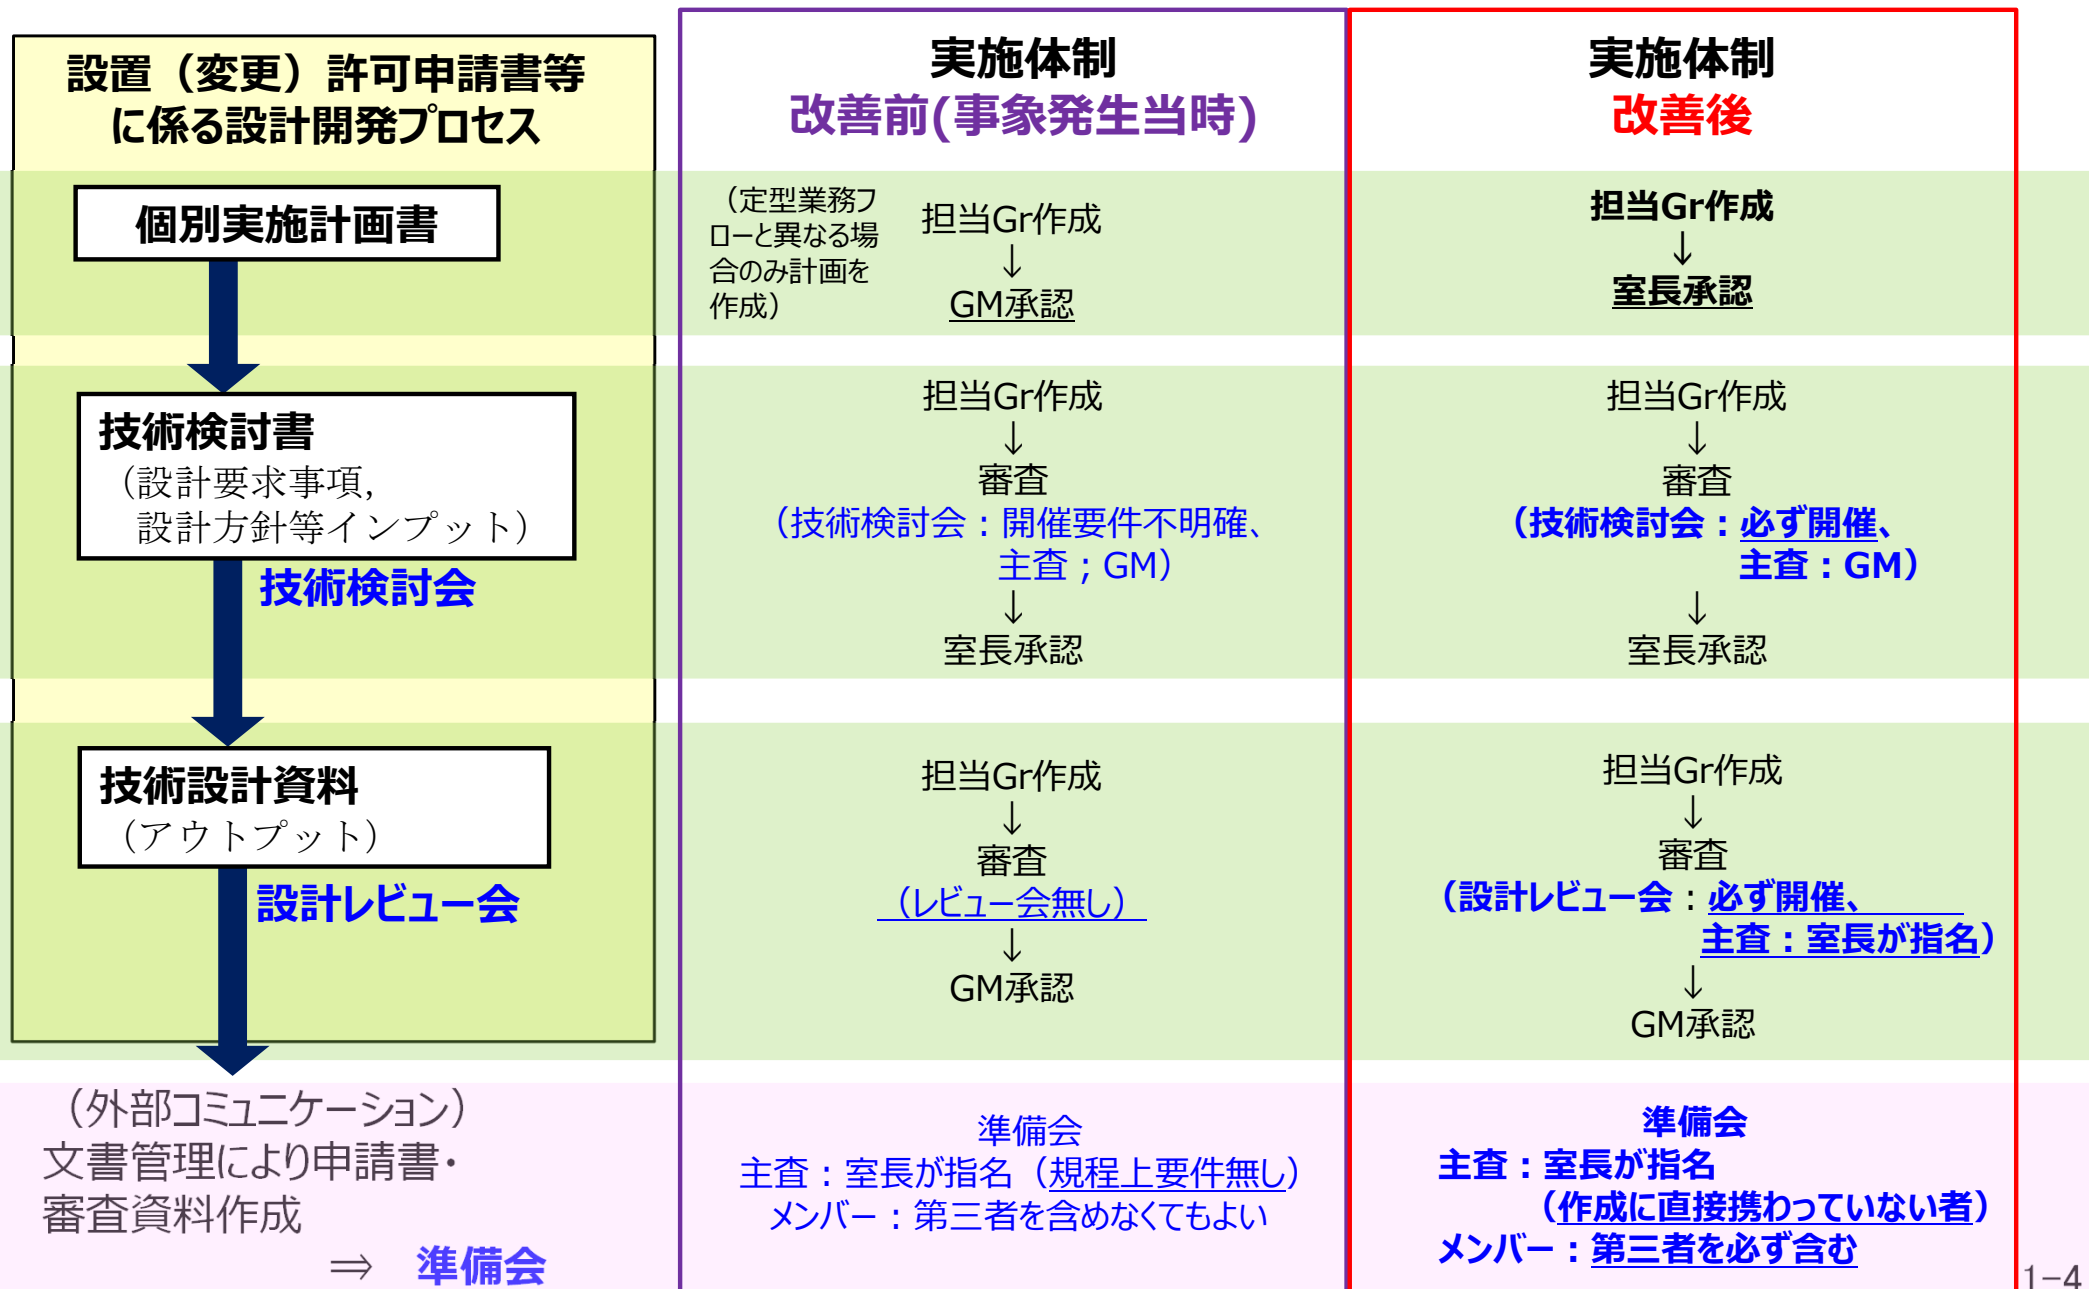 設置（変更）許可申請書等
に係る設計開発プロセス
個別実施計画書
技術検討書
（設計要求事項,
設計方針等インプット）
技術検討会
技術設計資料
（アウトプット）
設計レビュー会
（外部コミュニケーション）
文書管理により申請書・
審査資料作成
⇒ 準備会
実施体制
改善前(事象発生当時)
（定型業務フ
ローと異なる場
合のみ計画を
作成）
担当Gr作成
↓
GM承認
担当Gr作成
↓
審査
（技術検討会：開催要件不明確、
主査；GM）
↓
室長承認
担当Gr作成
↓
審査
（レビュー会無し）
↓
GM承認
準備会
主査：室長が指名（規程上要件無し）
メンバー：第三者を含めなくてもよい
実施体制
改善後
担当Gr作成
↓
室長承認
担当Gr作成
↓
審査
（技術検討会：必ず開催、
主査：GM）
↓
室長承認
担当Gr作成
↓
審査
（設計レビュー会：必ず開催、
主査：室長が指名）
↓
GM承認
準備会
主査：室長が指名
（作成に直接携わっていない者）
メンバー：第三者を必ず含む
1-4